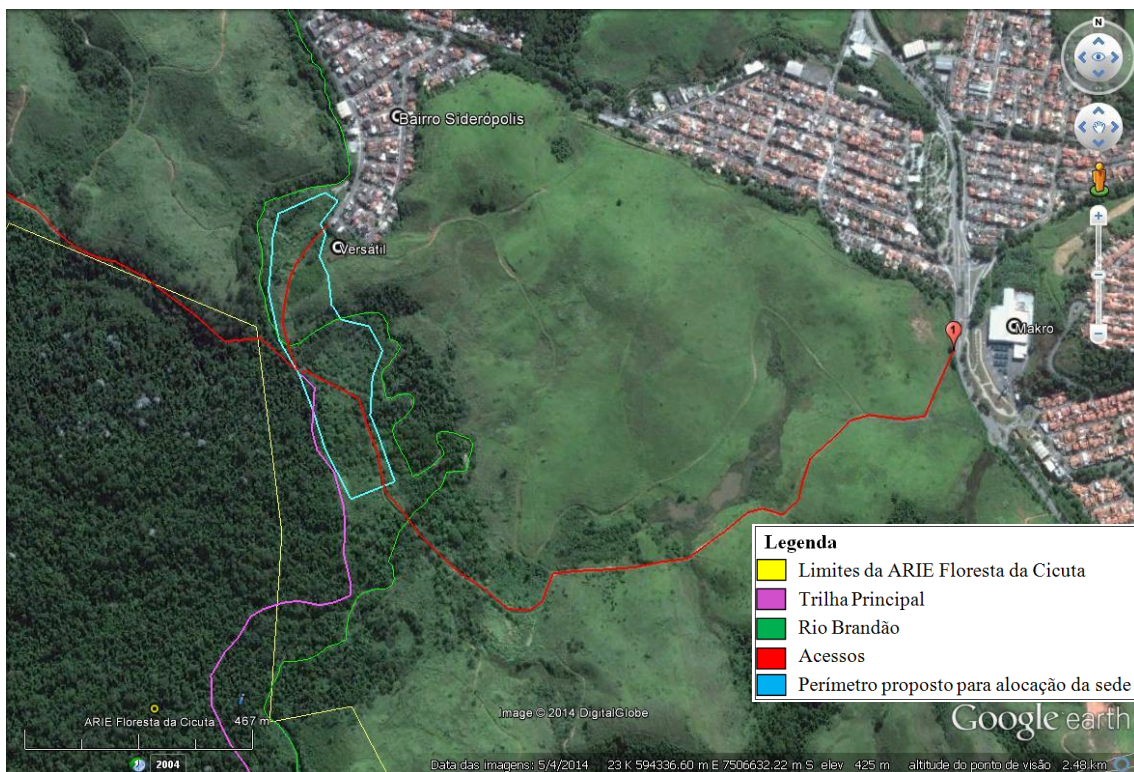 N
Bairro Siderópolis
Versátil
1
Makro
Legenda
Limites da ARIE Floresta da Cicuta
Trilha Principal
Rio Brandão
Acessos
Perímetro proposto para alocação da sede
ARIE Floresta da Cicuta
467 m
Image © 2014 DigitalGlobe
Google earth
2004
Data das imagens: 5/4/2014 23 K 594336.60 m E 7506632.22 m S elev 425 m altitude do ponto de visão 2.48 km